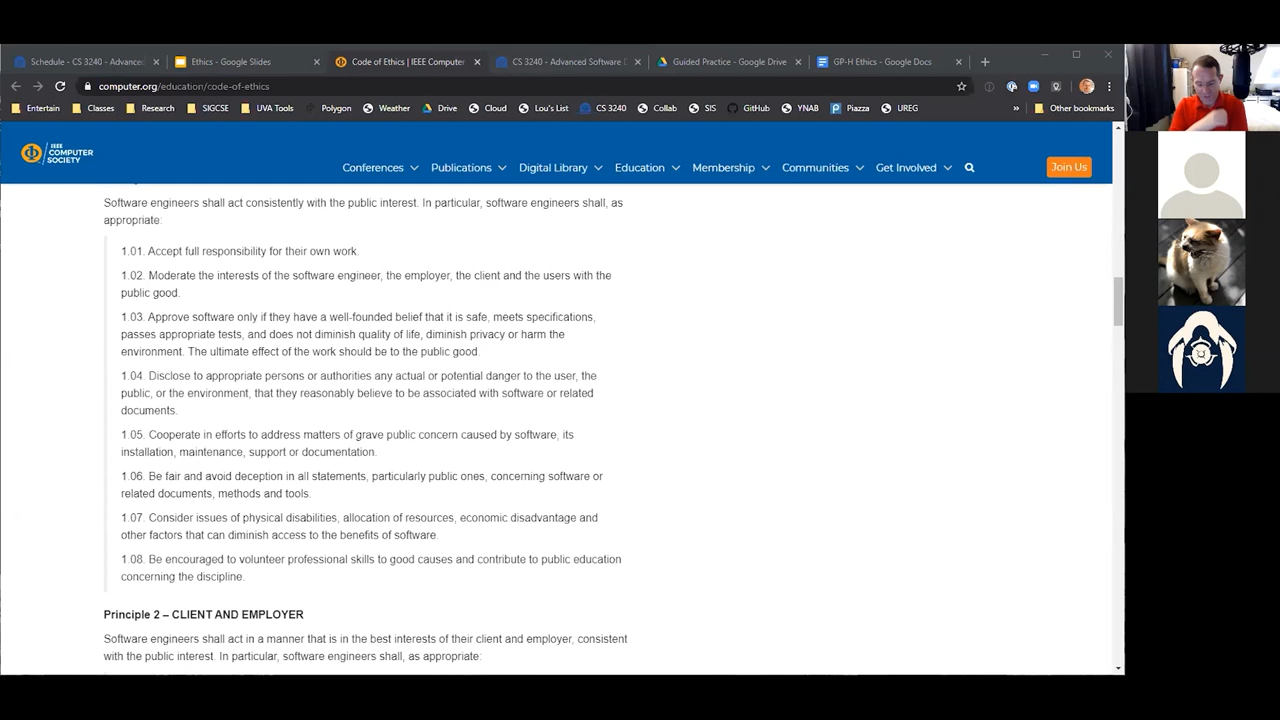 Schedule - CS 3240 - Advanced
Ethics - Google Slides
Code of Ethics | IEEE Computer
CS 3240 - Advanced Software D
Guided Practice - Google Drive
GP-H Ethics - Google Docs
computer.org/education/code-of-ethics
Entertain Classes Research SIGCSE UVA Tools Polygon Weather Drive Cloud Lou's List CS 3240 Collab SIS GitHub YNAB Piazza UREG » Other bookmarks
IEEE
COMPUTER
SOCIETY
Conferences Publications Digital Library Education Membership Communities Get Involved Join Us
Software engineers shall act consistently with the public interest. In particular, software engineers shall, as
appropriate:
1.01. Accept full responsibility for their own work.
1.02. Moderate the interests of the software engineer, the employer, the client and the users with the
public good.
1.03. Approve software only if they have a well-founded belief that it is safe, meets specifications,
passes appropriate tests, and does not diminish quality of life, diminish privacy or harm the
environment. The ultimate effect of the work should be to the public good.
1.04. Disclose to appropriate persons or authorities any actual or potential danger to the user, the
public, or the environment, that they reasonably believe to be associated with software or related
documents.
1.05. Cooperate in efforts to address matters of grave public concern caused by software, its
installation, maintenance, support or documentation.
1.06. Be fair and avoid deception in all statements, particularly public ones, concerning software or
related documents, methods and tools.
1.07. Consider issues of physical disabilities, allocation of resources, economic disadvantage and
other factors that can diminish access to the benefits of software.
1.08. Be encouraged to volunteer professional skills to good causes and contribute to public education
concerning the discipline.
Principle 2 – CLIENT AND EMPLOYER
Software engineers shall act in a manner that is in the best interests of their client and employer, consistent
with the public interest. In particular, software engineers shall, as appropriate: